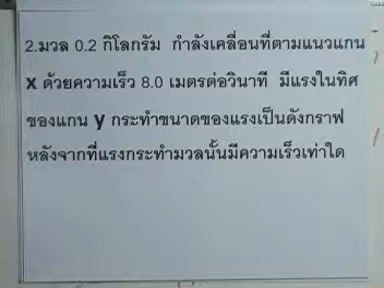 2.มวล 0.2 กิโลกรัม กำลังเคลื่อนที่ตามแนวแกน
x ด้วยความเร็ว 8.0 เมตรต่อวินาที มีแรงในทิศ
ของแกน y กระทำขนาดของแรงเป็นดังกราฟ
หลังจากที่แรงกระทำมวลนั้นมีความเร็วเท่าใด